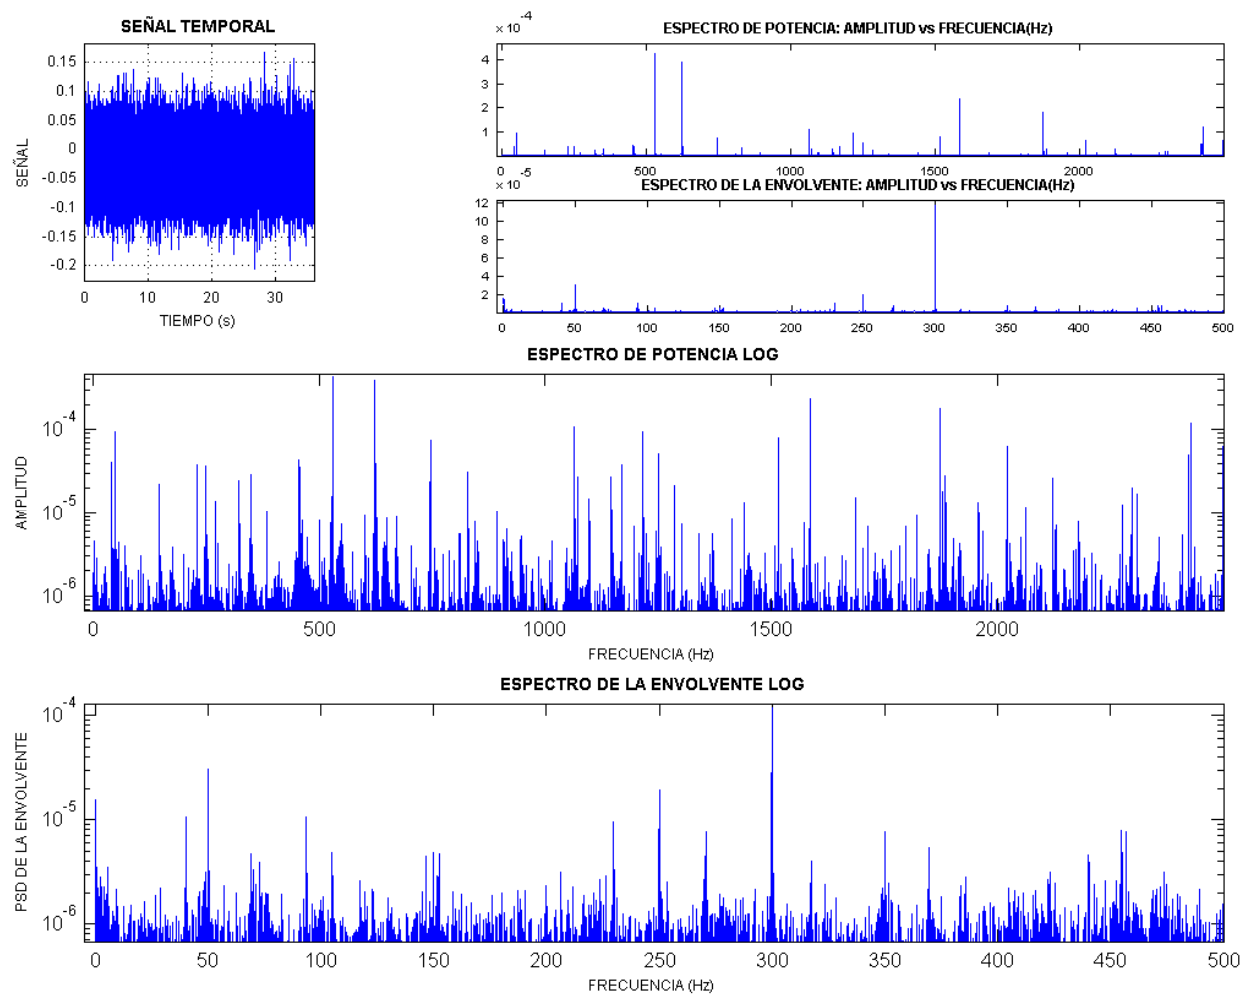 SEÑAL TEMPORAL
0.15
0.1
0.05
0
-0.05
-0.1
-0.15
-0.2
SEÑAL
0 10 20 30
TIEMPO (s)
× 10 -4
ESPECTRO DE POTENCIA: AMPLITUD vs FRECUENCIA(Hz)
4
3
2
1
0 500 1000 1500 2000
× 10 -5
ESPECTRO DE LA ENVOLVENTE: AMPLITUD vs FRECUENCIA(Hz)
12
10
8
6
4
2
0 50 100 150 200 250 300 350 400 450 500
ESPECTRO DE POTENCIA LOG
AMPLITUD
10-4
10-5
10-6
0 500 1000 1500 2000
FRECUENCIA (Hz)
ESPECTRO DE LA ENVOLVENTE LOG
PSD DE LA ENVOLVENTE
10-4
10-5
10-6
0 50 100 150 200 250 300 350 400 450 500
FRECUENCIA (Hz)